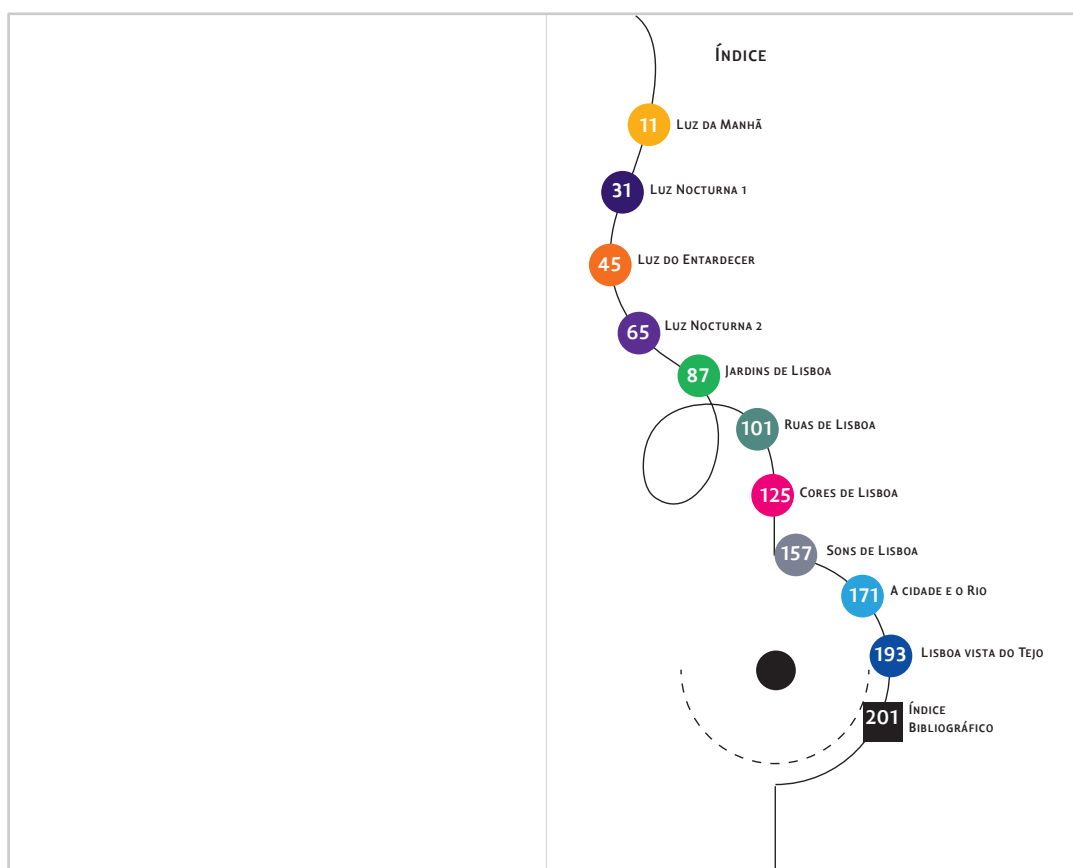 Índice
11 Luz da Manhã
31 Luz Nocturna 1
45 Luz do Entardecer
65 Luz Nocturna 2
87 Jardins de Lisboa
101 Ruas de Lisboa
125 Cores de Lisboa
157 Sons de Lisboa
171 A cidade e o Rio
193 Lisboa vista do Tejo
201 Índice
Bibliográfico